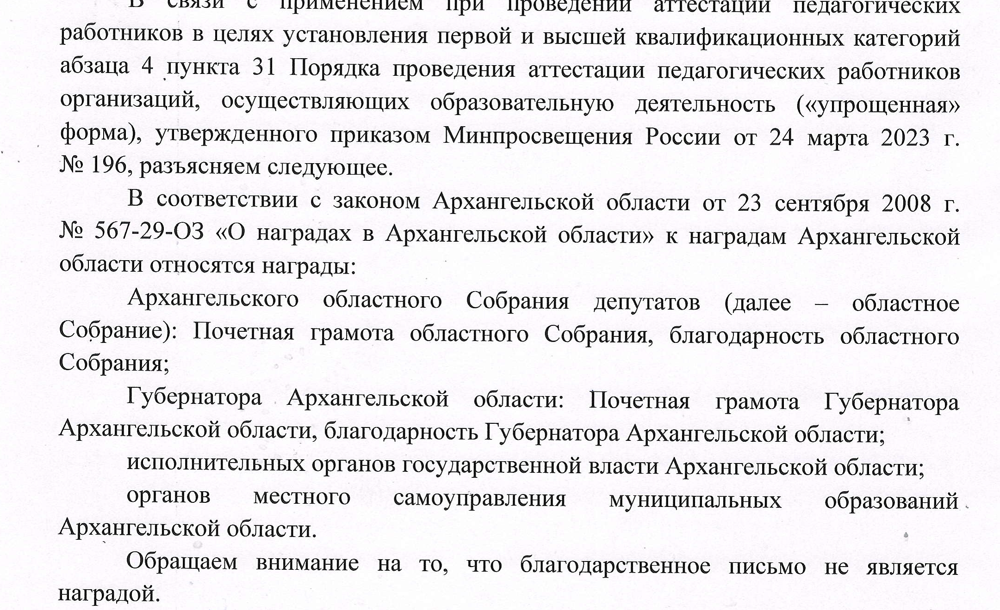 В связи с применением при проведении аттестации педагогических
работников в целях установления первой и высшей квалификационных категорий
абзаца 4 пункта 31 Порядка проведения аттестации педагогических работников
организаций, осуществляющих образовательную деятельность («упрощенная»
форма), утвержденного приказом Минпросвещения России от 24 марта 2023 г.
№ 196, разъясняем следующее.
В соответствии с законом Архангельской области от 23 сентября 2008 г.
№ 567-29-ОЗ «О наградах в Архангельской области» к наградам Архангельской
области относятся награды:
Архангельского областного Собрания депутатов (далее – областное
Собрание): Почетная грамота областного Собрания, благодарность областного
Собрания;
Губернатора Архангельской области: Почетная грамота Губернатора
Архангельской области, благодарность Губернатора Архангельской области;
исполнительных органов государственной власти Архангельской области;
органов местного самоуправления муниципальных образований
Архангельской области.
Обращаем внимание на то, что благодарственное письмо не является
наградой.